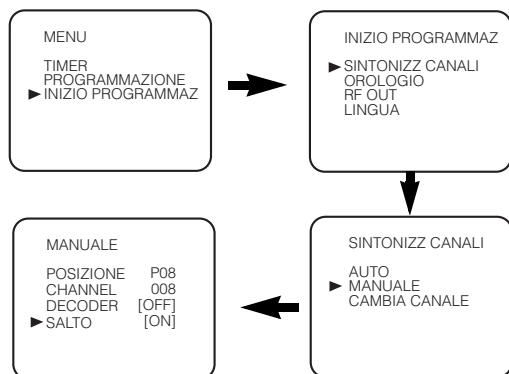 MENU
TIMER
PROGRAMMAZIONE
INIZIO PROGRAMMAZ
INIZIO PROGRAMMAZ
SINTONIZZ CANALI
OROLOGIO
RF OUT
LINGUA
SINTONIZZ CANALI
AUTO
MANUALE
CAMBIA CANALE
MANUALE
POSIZIONE P08
CHANNEL 008
DECODER [OFF]
SALTO [ON]